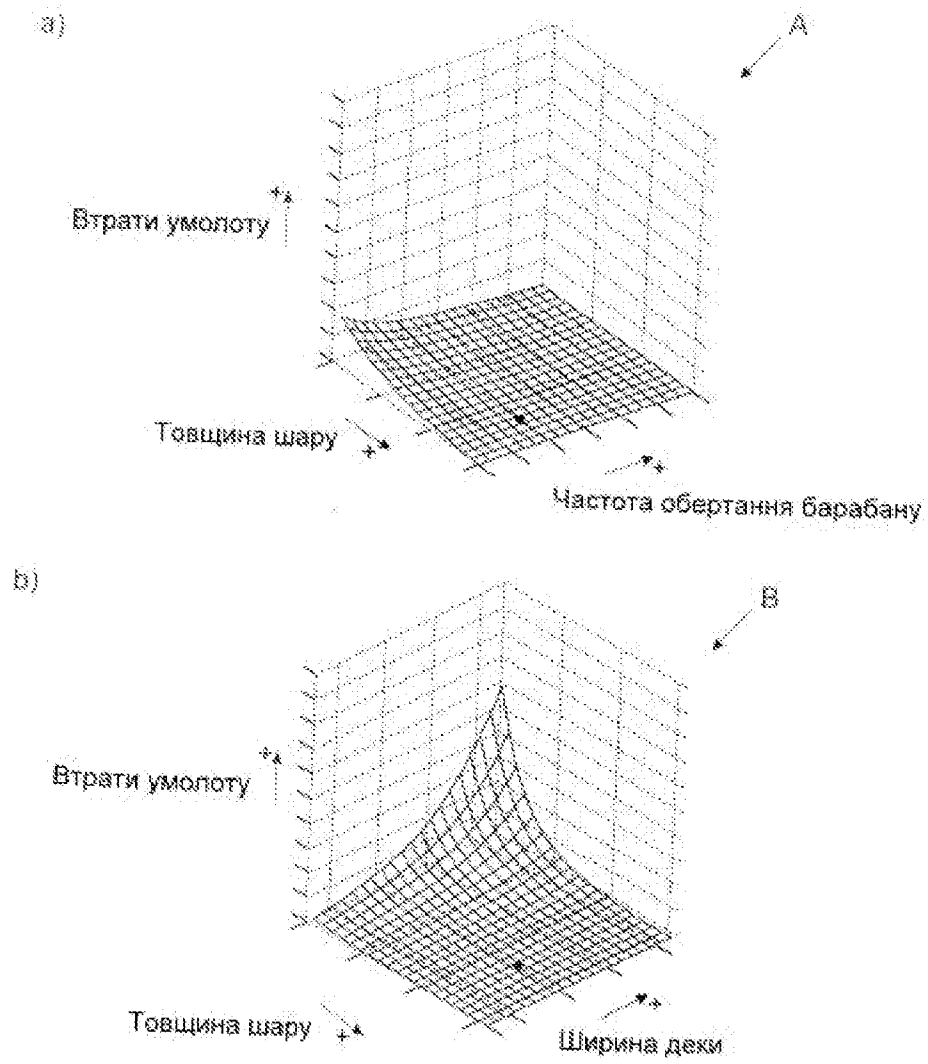 a)
A
+
Втрати умолоту
Товщина шару
+
+
Частота обертання барабану
b)
B
+
Втрати умолоту
Товщина шару
+
+
Ширина деки